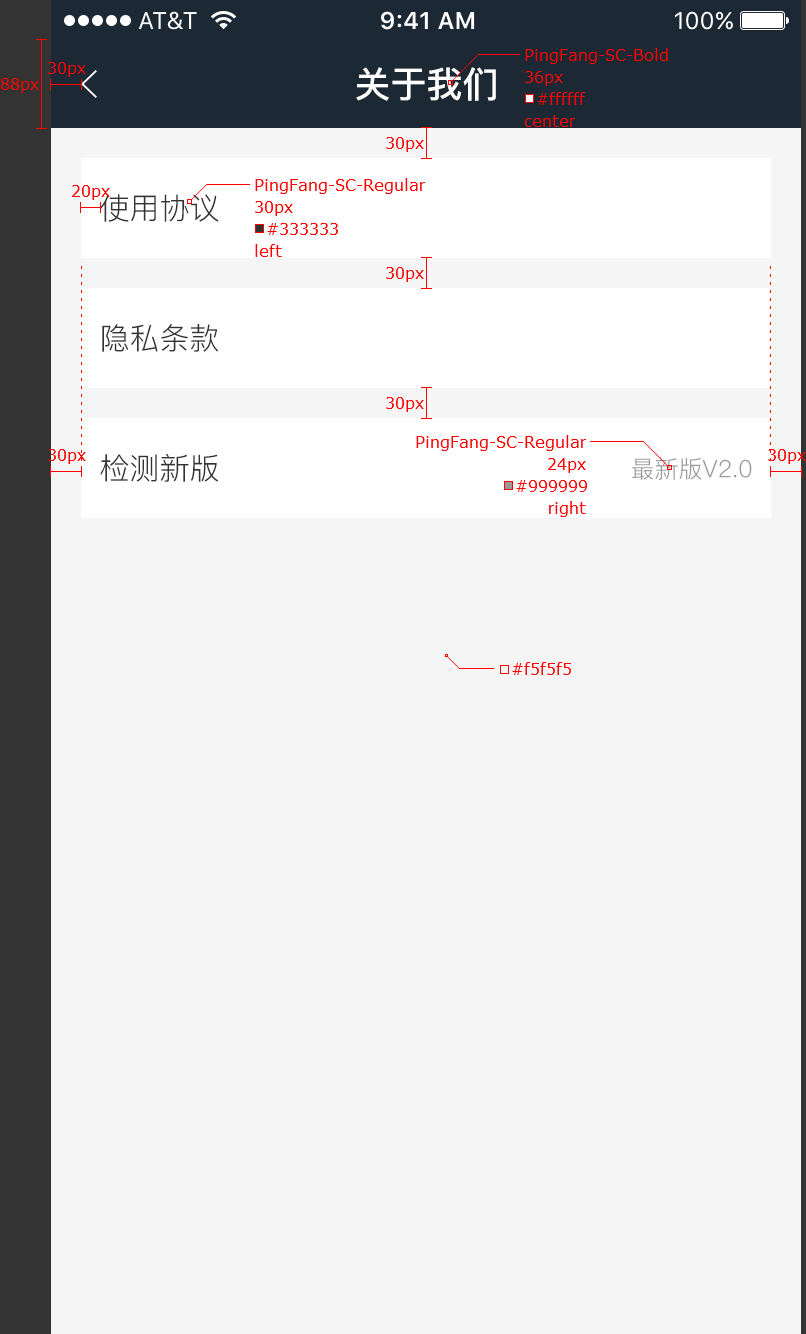 AT&T 9:41 AM 100%
88px
30px
关于我们
PingFang-SC-Bold
36px
#ffffff
center
30px
20px
使用协议
PingFang-SC-Regular
30px
#333333
left
30px
隐私条款
30px
30px
检测新版
PingFang-SC-Regular
24px
#999999
right
最新版V2.0
30px
#f5f5f5